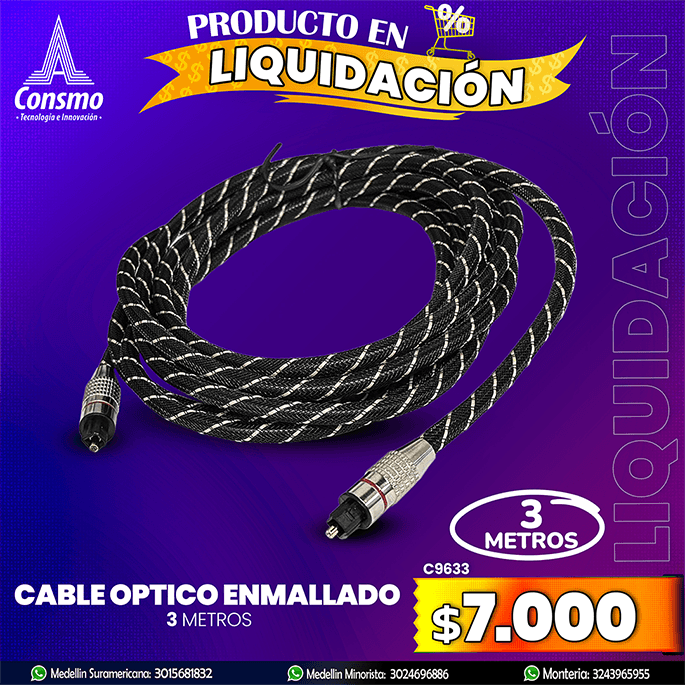 Consmo
• Tecnología e Innovación •
PRODUCTO EN
%
LIQUIDACIÓN
LIQUIDACIÓN
3
METROS
C9633
CABLE OPTICO ENMALLADO
3 METROS
$7.000
Medellin Suramericana: 3015681832
Medellin Minorista: 3024696886
Monteria: 3243965955